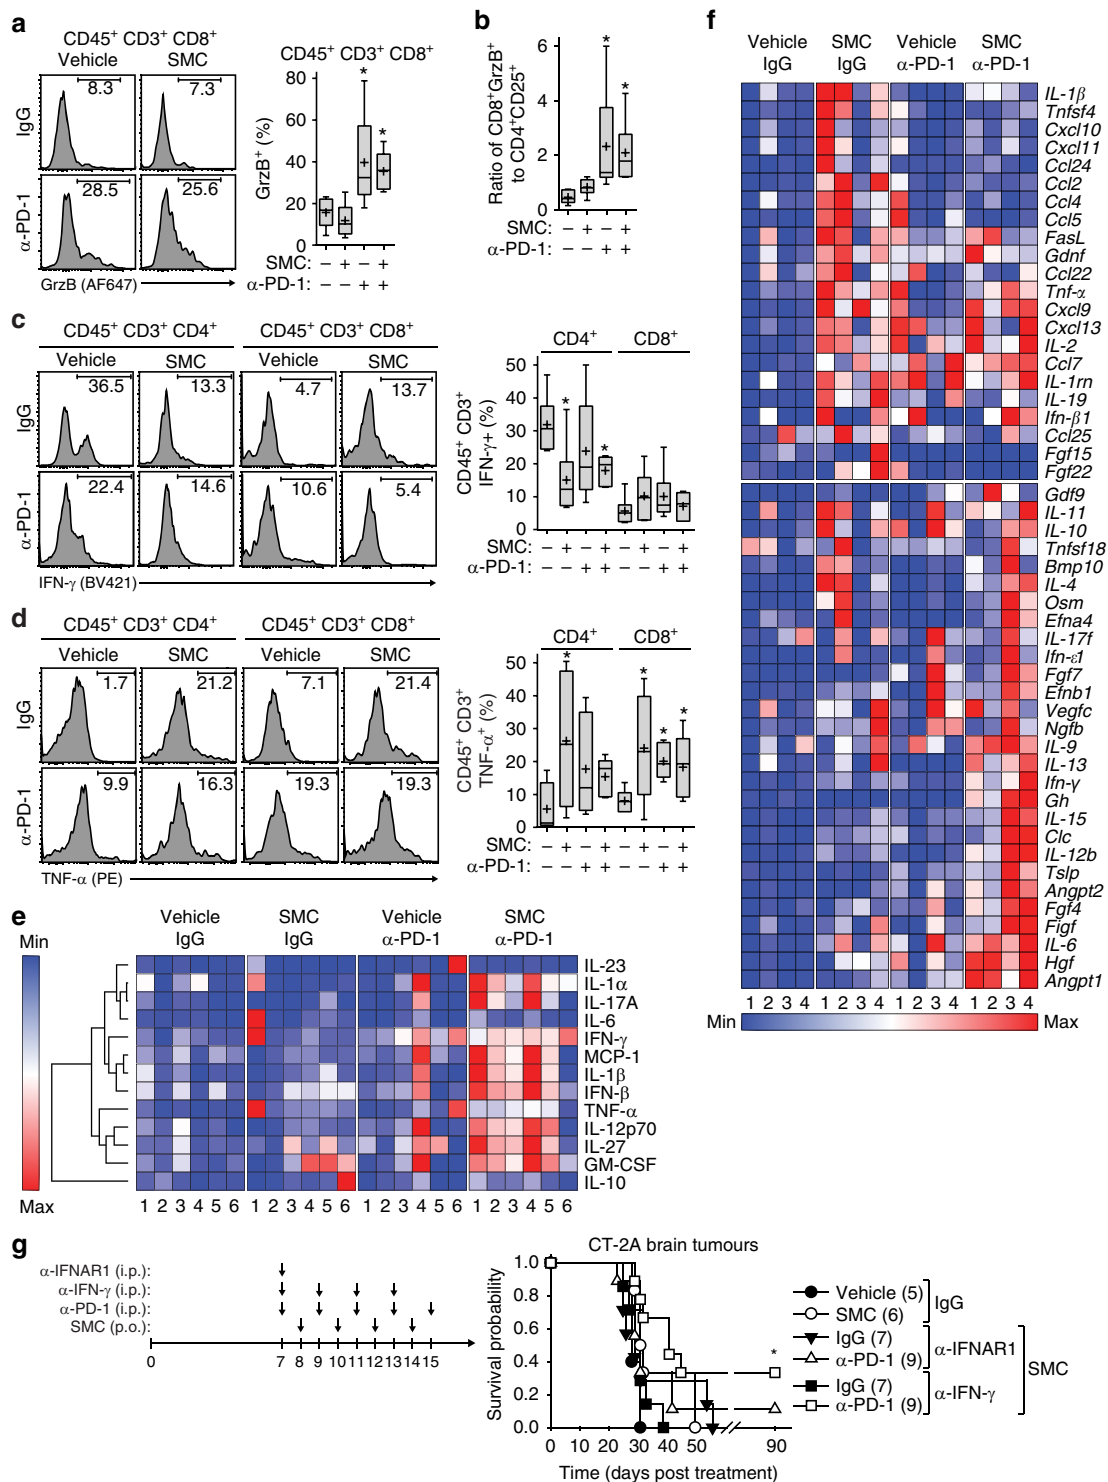 a
CD45+ CD3+ CD8+
Vehicle SMC
IgG
8.3 7.3
α-PD-1
28.5 25.6
GrzB (AF647)
CD45+ CD3+ CD8+
GrzB+ (%)
80
60
40
20
0
* *
SMC: – + – +
α-PD-1: – – + +
b
Ratio of CD8+GrzB+
to CD4+CD25+
6
4
2
0
* *
SMC: – + – +
α-PD-1: – – + +
c
CD45+ CD3+ CD4+ CD45+ CD3+ CD8+
Vehicle SMC Vehicle SMC
IgG
36.5 13.3 4.7 13.7
α-PD-1
22.4 14.6 10.6 5.4
IFN-γ (BV421)
CD4+ CD8+
CD45+ CD3+
IFN-γ+ (%)
50
40
30
20
10
0
* *
SMC: – + – + – + – +
α-PD-1: – – + + – – + +
d
CD45+ CD3+ CD4+ CD45+ CD3+ CD8+
Vehicle SMC Vehicle SMC
IgG
1.7 21.2 7.1 21.4
α-PD-1
9.9 16.3 19.3 19.3
TNF-α (PE)
CD4+ CD8+
CD45+ CD3+
TNF-α+ (%)
50
40
30
20
10
0
* * * *
SMC: – + – + – + – +
α-PD-1: – – + + – – + +
e
Min
Max
Vehicle SMC Vehicle SMC
IgG IgG α-PD-1 α-PD-1
IL-23
IL-1α
IL-17A
IL-6
IFN-γ
MCP-1
IL-1β
IFN-β
TNF-α
IL-12p70
IL-27
GM-CSF
IL-10
1 2 3 4 5 6 1 2 3 4 5 6 1 2 3 4 5 6 1 2 3 4 5 6
f
Vehicle SMC Vehicle SMC
IgG IgG α-PD-1 α-PD-1
IL-1β
Tnfsf4
Cxcl10
Cxcl11
Ccl24
Ccl2
Ccl4
Ccl5
FasL
Gdnf
Ccl22
Tnf-α
Cxcl9
Cxcl13
IL-2
Ccl7
IL-1rn
IL-19
Ifn-β1
Ccl25
Fgf15
Fgf22
Gdf9
IL-11
IL-10
Tnfsf18
Bmp10
IL-4
Osm
Efna4
IL-17f
Ifn-ε1
Fgf7
Efnb1
Vegfc
Ngfb
IL-9
IL-13
Ifn-γ
Gh
IL-15
Clc
IL-12b
Tslp
Angpt2
Fgf4
Figf
IL-6
Hgf
Angpt1
1 2 3 4 1 2 3 4 1 2 3 4 1 2 3 4
Min Max
g
α-IFNAR1 (i.p.):
α-IFN-γ (i.p.):
α-PD-1 (i.p.):
SMC (p.o.):
0 7 8 9 10 11 12 13 14 15
CT-2A brain tumours
Survival probability
1.0
0.8
0.6
0.4
0.2
0
0 10 20 30 40 50 90
Time (days post treatment)
*
Vehicle (5)
SMC (6)
IgG
IgG (7)
α-PD-1 (9)
α-IFNAR1
IgG (7)
α-PD-1 (9)
α-IFN-γ
SMC